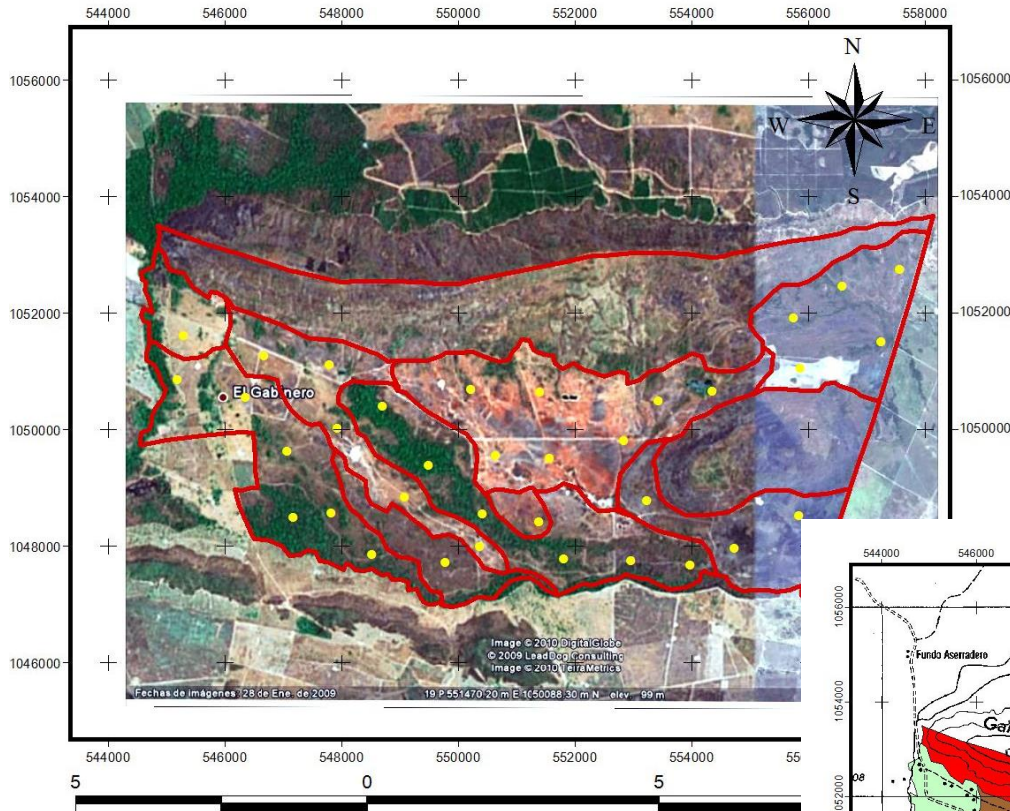 544000 546000 548000 550000 552000 554000 556000 558000
N
1056000 1056000
W E
S
1054000 1054000
1052000 1052000
El Gabinero
1050000 1050000
1048000
1046000
Image © 2010 DigitalGlobe
© 2009 LeadDog Consulting
Image © 2010 TerraMetrics
Fechas de imágenes: 28 de Ene. de 2009 19 P 551470.20 m E 1050088.30 m N elev 99 m
544000 546000 548000 550000 552000 554000
5 0 5
544000 546000
1056000
Fundo Aserradero
1054000
1052000